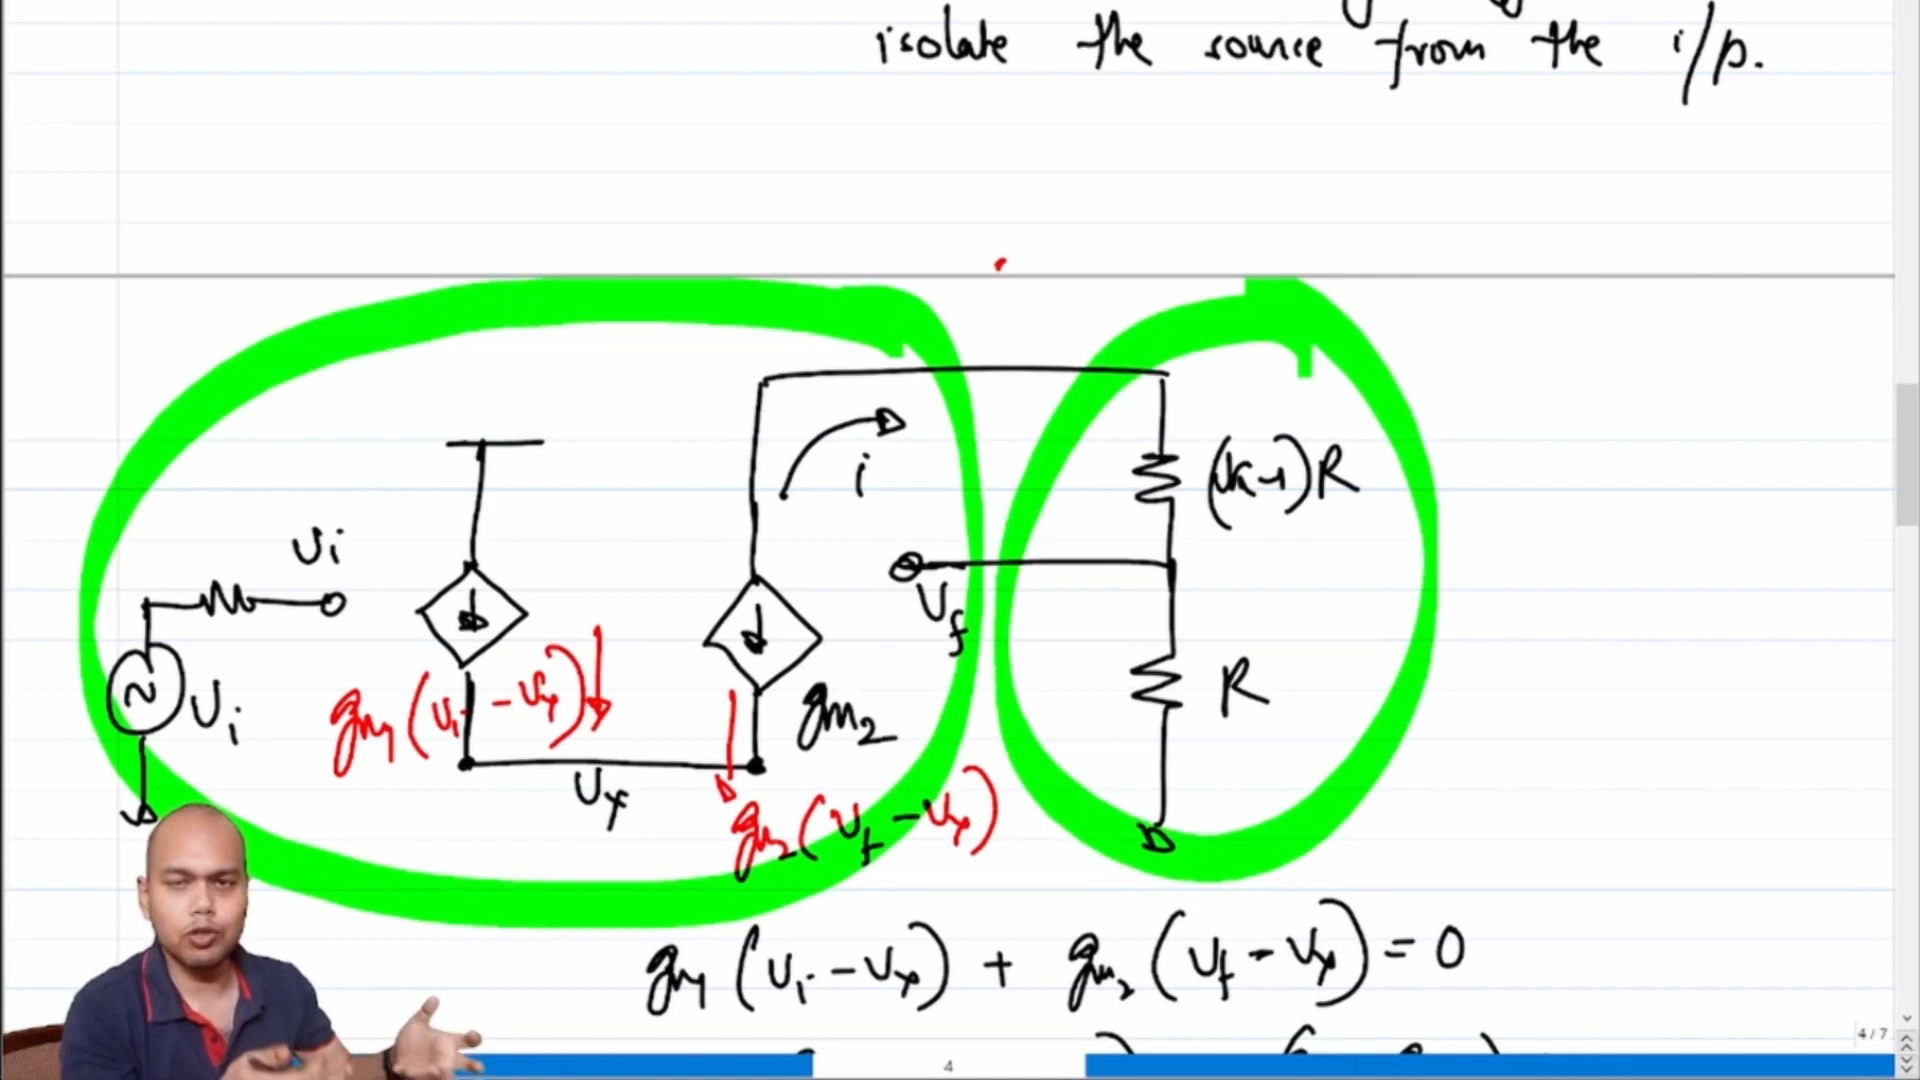 isolate the source from the i/p.
i
(k-1)R
vi
vf
vi
gm1(vi-vx)
gm2
R
vx
gm2(vf-vx)
gm1(vi-vx) + gm2(vf-vx) = 0
4/7
4